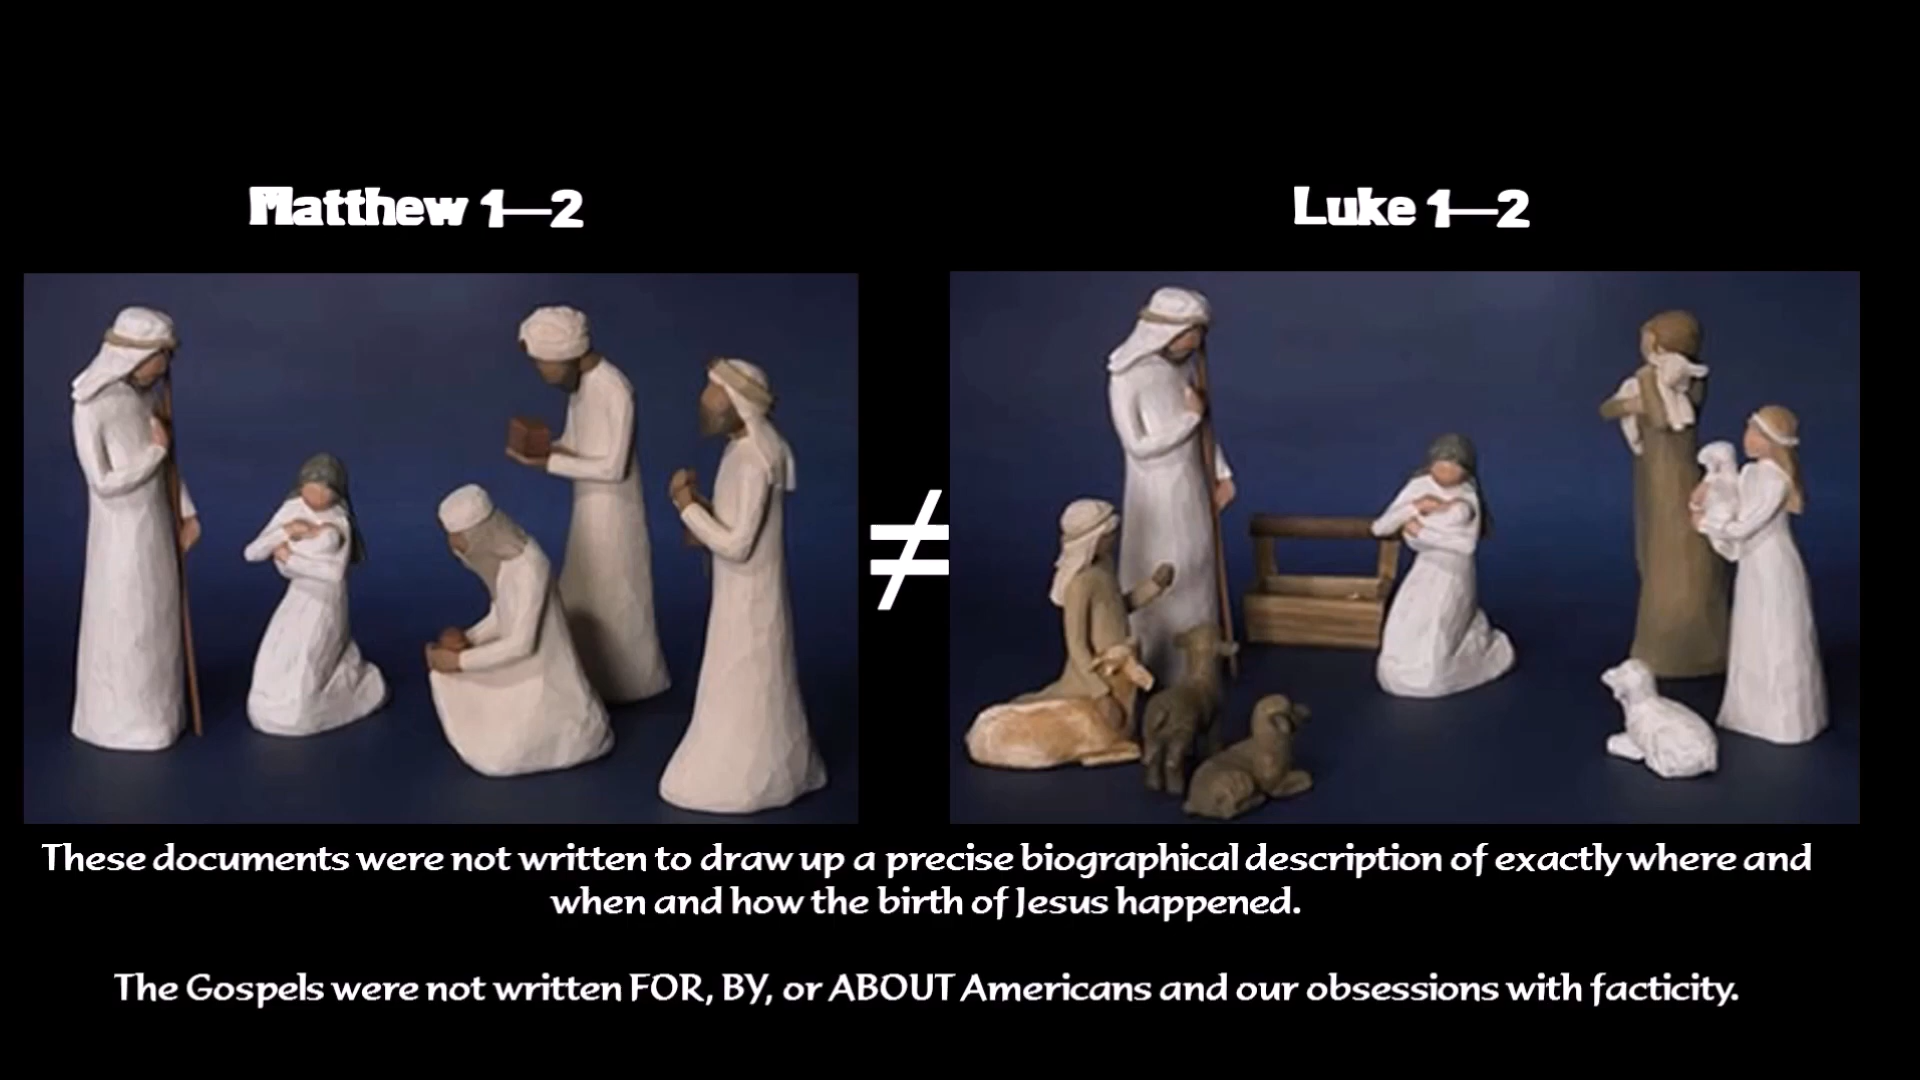 Matthew 1—2
Luke 1—2
≠
These documents were not written to draw up a precise biographical description of exactly where and
when and how the birth of Jesus happened.
The Gospels were not written FOR, BY, or ABOUT Americans and our obsessions with facticity.